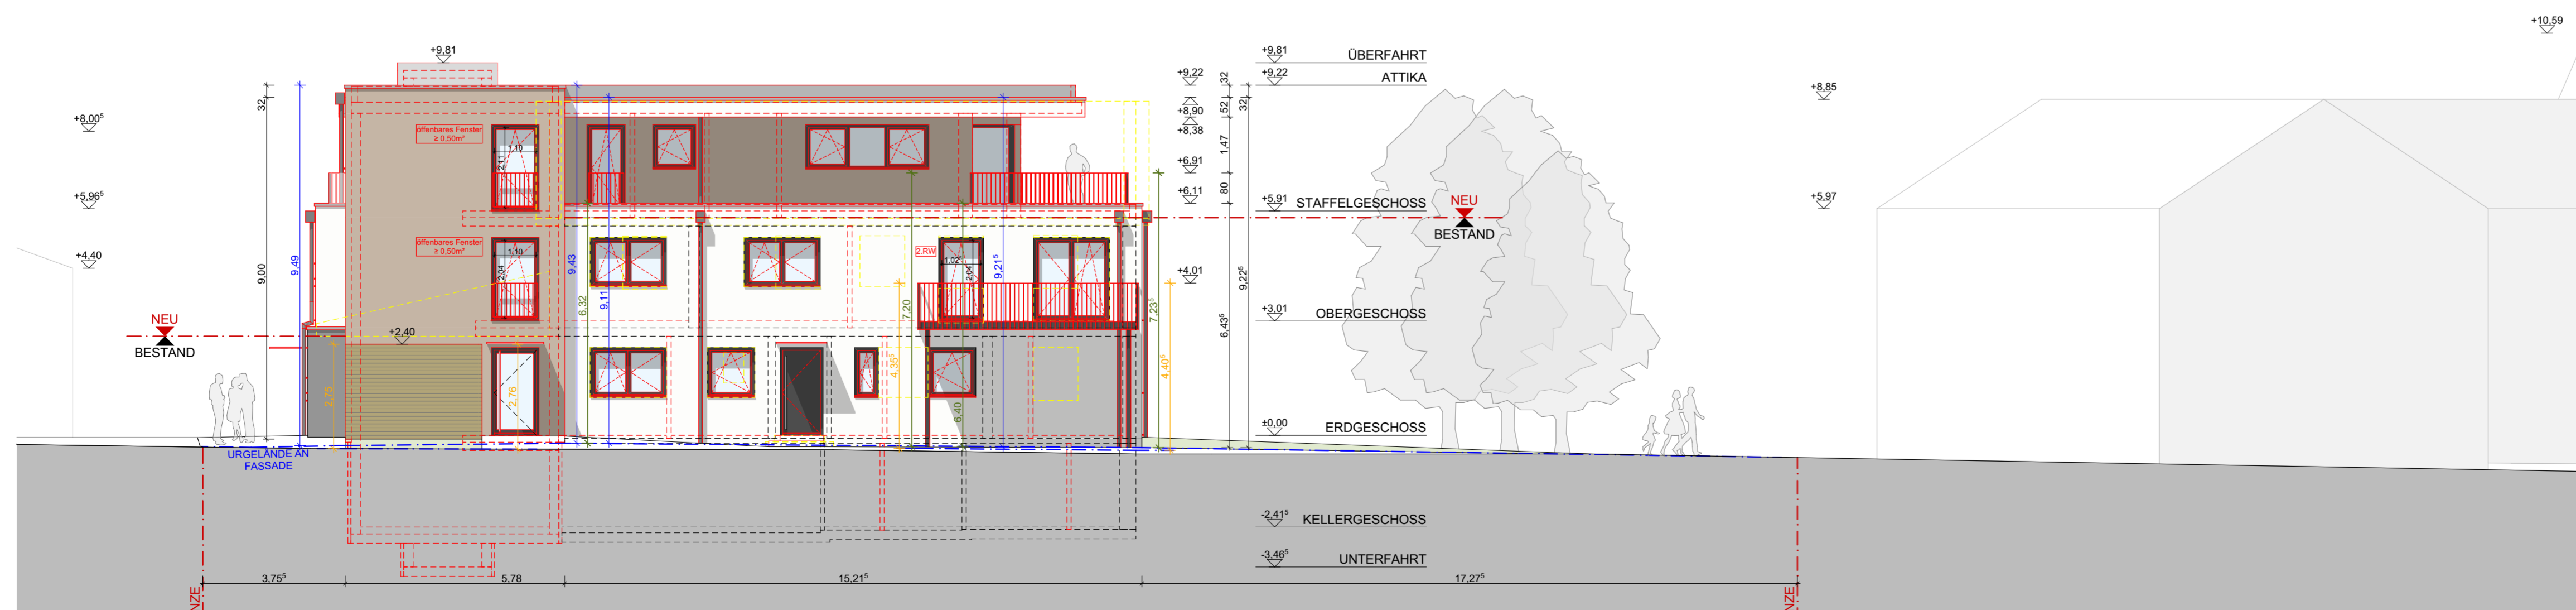 +10,59
+9,81
+9,81
ÜBERFAHRT
+9,22
32
+9,22
ATTIKA
32
52
32
+8,90
+8,85
+8,00⁵
öffenbares Fenster
≥ 0,50m²
+8,38
1,10
2,11
1,47
+6,91
+6,11
80
+5,96⁵
+5,91
STAFFELGESCHOSS
NEU
BESTAND
+5,97
öffenbares Fenster
≥ 0,50m²
2.RW
+4,40
9,00
9,49
1,10
2,04
9,43
6,32
9,11
7,20
1,02⁵
2,04
9,21⁵
+4,01
7,23⁵
6,43⁵
9,22⁵
+3,01
OBERGESCHOSS
NEU
BESTAND
+2,40
2,75
2,76
4,35⁵
6,40
4,40⁵
±0,00
ERDGESCHOSS
URGELÄNDE AN
FASSADE
-2,41⁵
KELLERGESCHOSS
-3,46⁵
UNTERFAHRT
3,75⁵
5,78
15,21⁵
17,27⁵
NZE
NZE